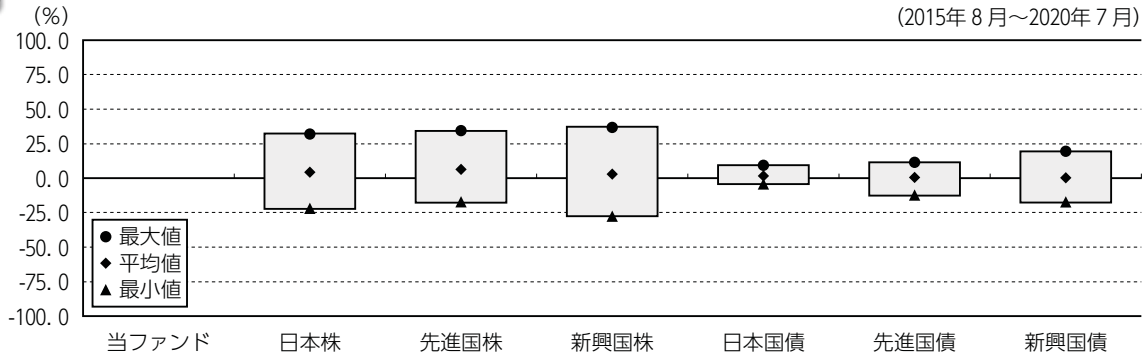 (%)
(2015年8月～2020年7月)
100.0
75.0
50.0
25.0
0.0
-25.0
-50.0
-75.0
-100.0
● 最大値
◆ 平均値
▲ 最小値
当ファンド 日本株 先進国株 新興国株 日本国債 先進国債 新興国債